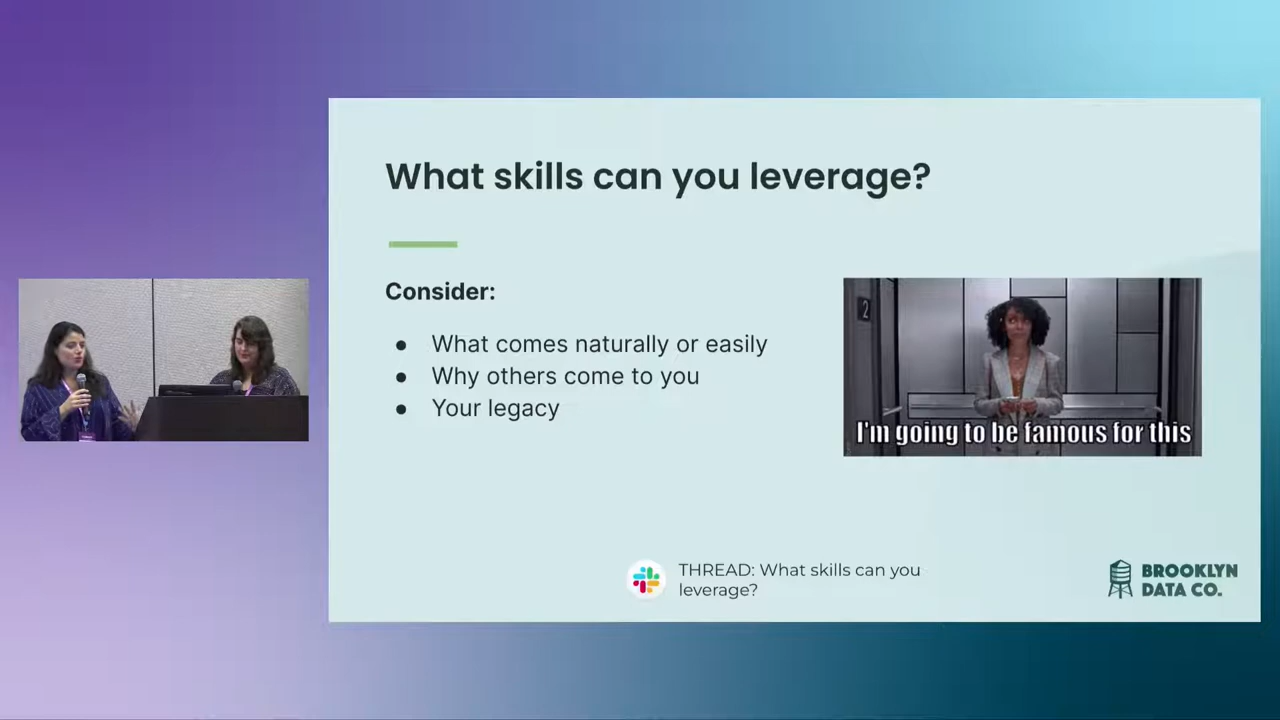 What skills can you leverage?
Consider:
● What comes naturally or easily
● Why others come to you
● Your legacy
2
I'm going to be famous for this
THREAD: What skills can you
leverage?
BROOKLYN
DATA CO.